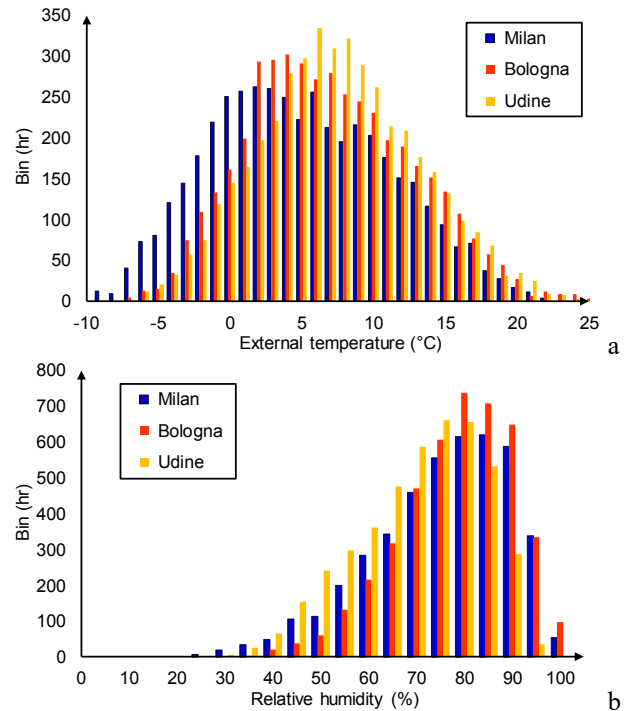 350
300
250
200
150
100
50
0
Bin (hr)
Milan
Bologna
Udine
-10 -5 0 5 10 15 20 25
External temperature (°C)
a
800
700
600
500
400
300
200
100
0
Bin (hr)
Milan
Bologna
Udine
0 10 20 30 40 50 60 70 80 90 100
Relative humidity (%)
b